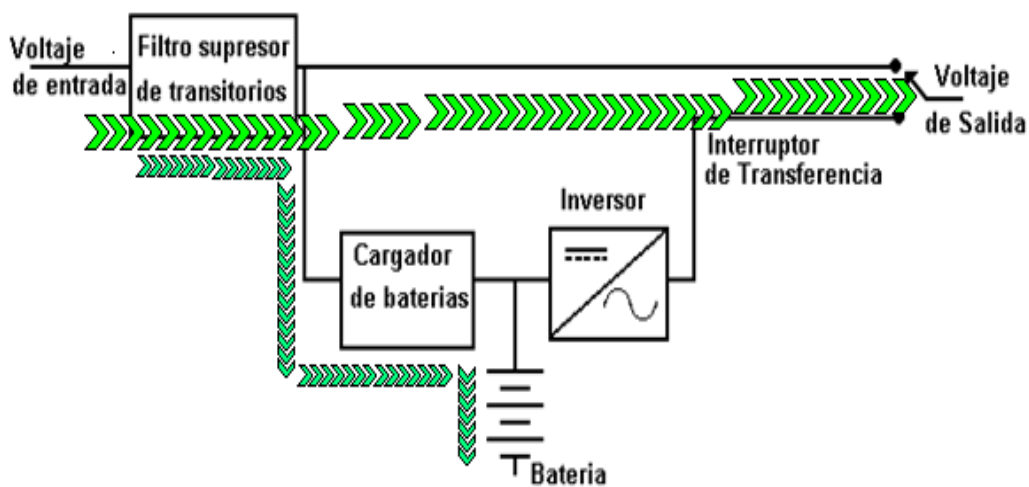 Voltaje
de entrada
Filtro supresor
de transitorios
Voltaje
de Salida
Interruptor
de Transferencia
Inversor
Cargador
de baterias
Bateria